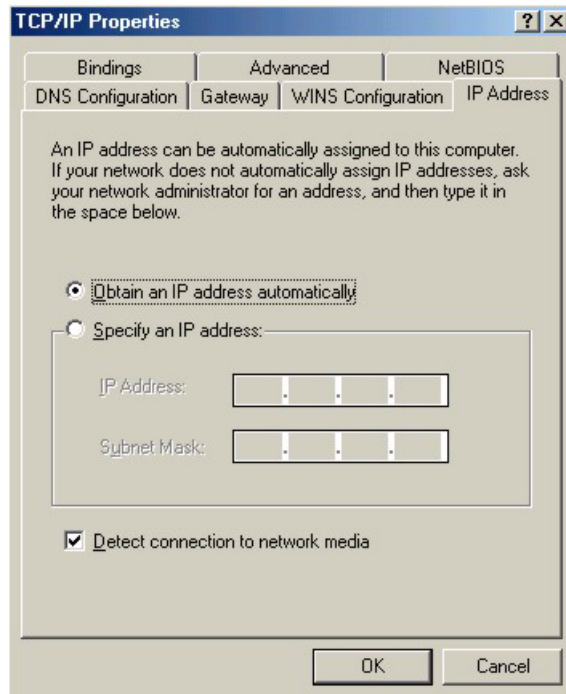 TCP/IP Properties
Bindings Advanced NetBIOS
DNS Configuration Gateway WINS Configuration IP Address
An IP address can be automatically assigned to this computer.
If your network does not automatically assign IP addresses, ask
your network administrator for an address, and then type it in
the space below.
Obtain an IP address automatically
Specify an IP address:
IP Address:
Subnet Mask:
Detect connection to network media
OK Cancel